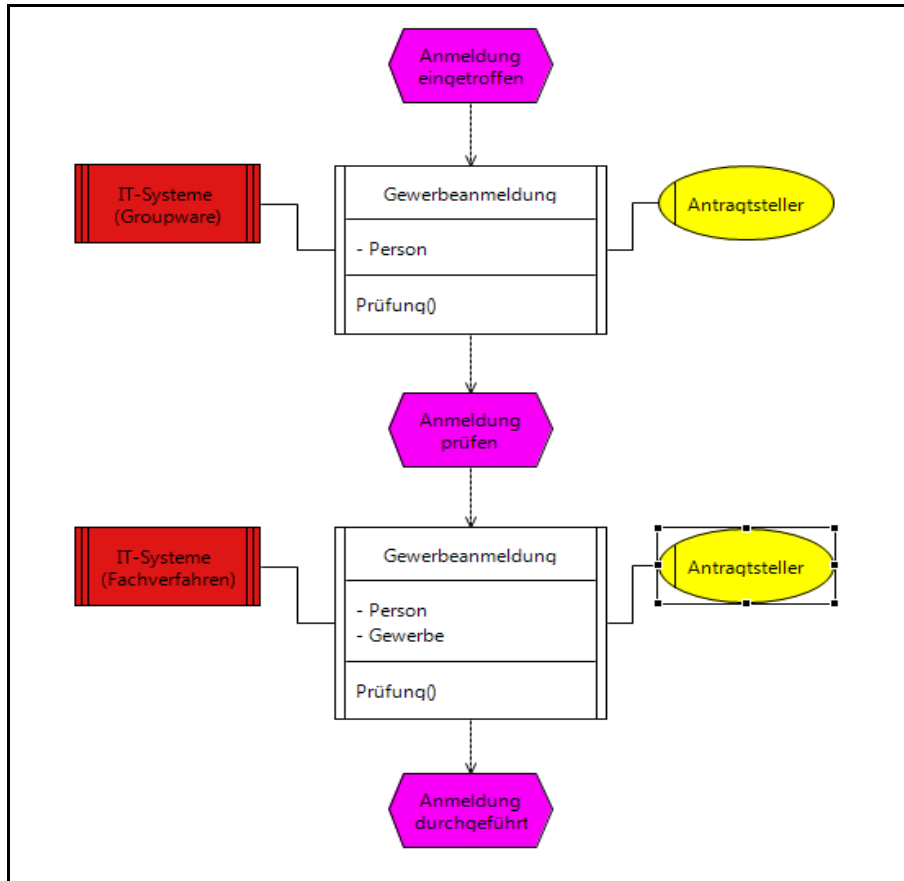 Anmeldung
eingetroffen
IT-Systeme
(Groupware)
Gewerbeanmeldung
- Person
Prüfung()
Antragtsteller
Anmeldung
prüfen
IT-Systeme
(Fachverfahren)
Gewerbeanmeldung
- Person
- Gewerbe
Prüfung()
Antragtsteller
Anmeldung
durchgeführt